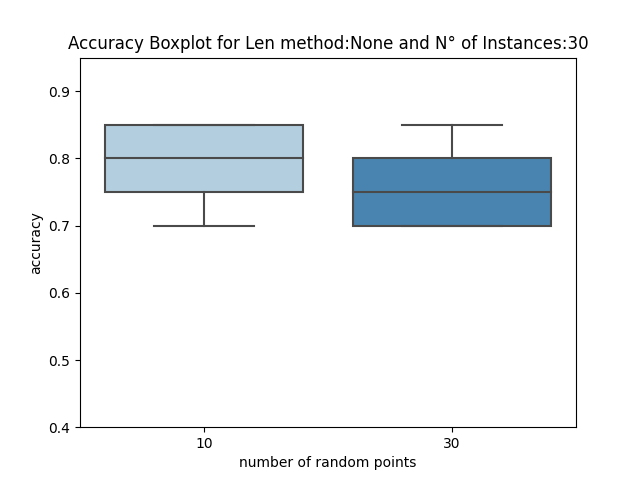 Accuracy Boxplot for Len method:None and N° of Instances:30
0.9
0.8
0.7
0.6
0.5
0.4
accuracy
10 30
number of random points